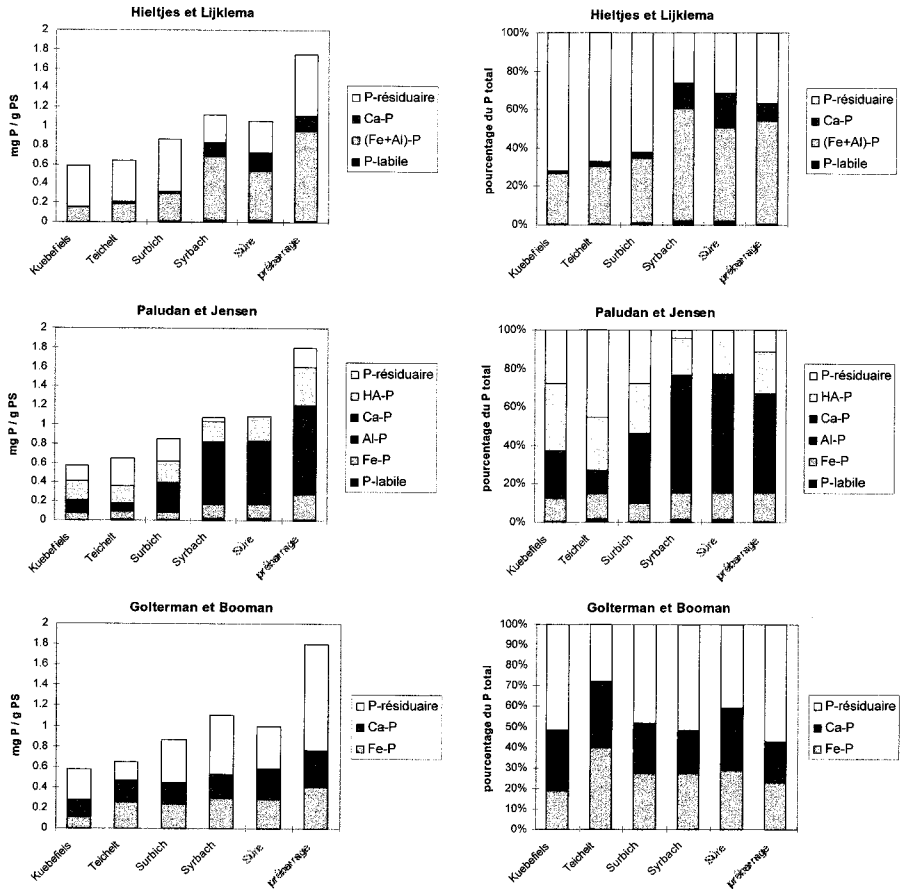 Hieltjes et Lijklema
mg P / g PS
2
1.8
1.6
1.4
1.2
1
0.8
0.6
0.4
0.2
0
Kuebefiels
Teichelt
Surbich
Syrbach
Sûre
prébarrage
P-résiduaire
Ca-P
(Fe+Al)-P
P-labile
Hieltjes et Lijklema
pourcentage du P total
100%
80%
60%
40%
20%
0%
Kuebefiels
Teichelt
Surbich
Syrbach
Sûre
prébarrage
P-résiduaire
Ca-P
(Fe+Al)-P
P-labile
Paludan et Jensen
mg P / g PS
2
1.8
1.6
1.4
1.2
1
0.8
0.6
0.4
0.2
0
Kuebefiels
Teichelt
Surbich
Syrbach
Sûre
prébarrage
P-résiduaire
HA-P
Ca-P
Al-P
Fe-P
P-labile
Paludan et Jensen
pourcentage du P total
100%
80%
60%
40%
20%
0%
Kuebefiels
Teichelt
Surbich
Syrbach
Sûre
prébarrage
P-résiduaire
HA-P
Ca-P
Al-P
Fe-P
P-labile
Golterman et Booman
mg P / g PS
2
1.8
1.6
1.4
1.2
1
0.8
0.6
0.4
0.2
0
Kuebefiels
Teichelt
Surbich
Syrbach
Sûre
prébarrage
P-résiduaire
Ca-P
Fe-P
Golterman et Booman
pourcentage du P total
100%
90%
80%
70%
60%
50%
40%
30%
20%
10%
0%
Kuebefiels
Teichelt
Surbich
Syrbach
Sûre
prébarrage
P-résiduaire
Ca-P
Fe-P